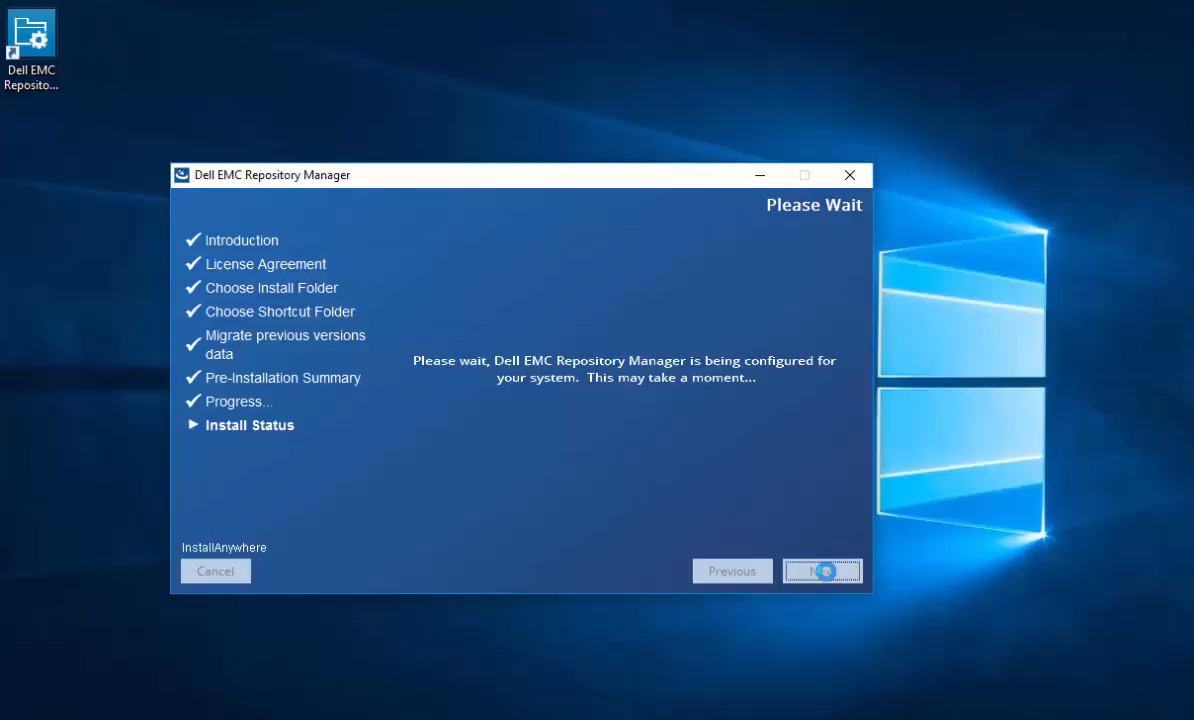 Dell EMC
Reposito...
Dell EMC Repository Manager
Please Wait
Introduction
License Agreement
Choose Install Folder
Choose Shortcut Folder
Migrate previous versions
data
Pre-Installation Summary
Progress...
Install Status
Please wait, Dell EMC Repository Manager is being configured for
your system.  This may take a moment...
InstallAnywhere
Cancel
Previous